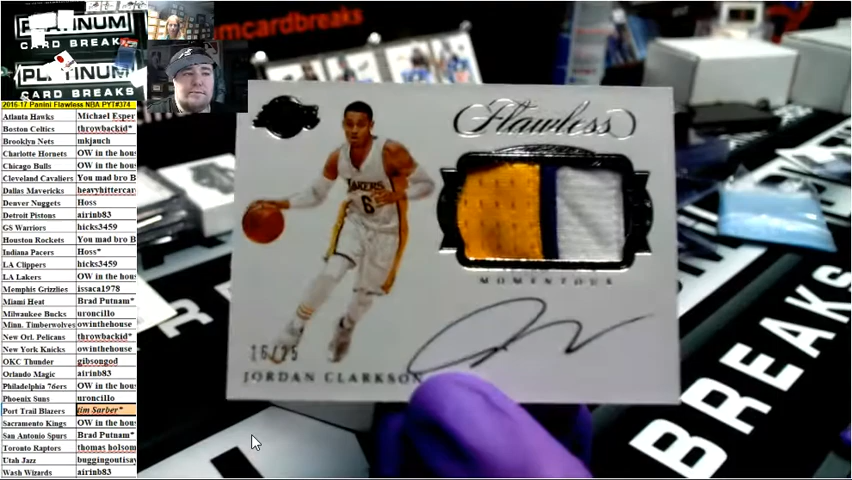 PLATINUM
CARD BREAKS
PLATINUM
CARD BREAKS
amcardbreaks
2016-17 Panini Flawless NBA PYT#374
Atlanta Hawks Michael Esper
Boston Celtics throwbackid*
Brooklyn Nets mkjauch
Charlotte Hornets OW in the hous
Chicago Bulls OW in the hous
Cleveland Cavaliers You mad bro B
Dallas Mavericks heavyhittercar
Denver Nuggets Hoss
Detroit Pistons airinb83
GS Warriors hicks3459
Houston Rockets You mad bro B
Indiana Pacers Hoss*
LA Clippers hicks3459
LA Lakers OW in the hous
Memphis Grizzlies issaca1978
Miami Heat Brad Putnam*
Milwaukee Bucks uroncillo
Minn. Timberwolves owinthehouse
New Orl. Pelicans throwbackid*
New York Knicks owinthehouse
OKC Thunder gibsongod
Orlando Magic airinb83
Philadelphia 76ers OW in the hous
Phoenix Suns uroncillo
Port Trail Blazers tim Sarber*
Sacramento Kings OW in the hous
San Antonio Spurs Brad Putnam*
Toronto Raptors thomas holsom
Utah Jazz buggingoutisay
Wash Wizards airinb83
Flawless
LAKERS
6
MOMENTOUS
16/25
JORDAN CLARKSON
BREAKS